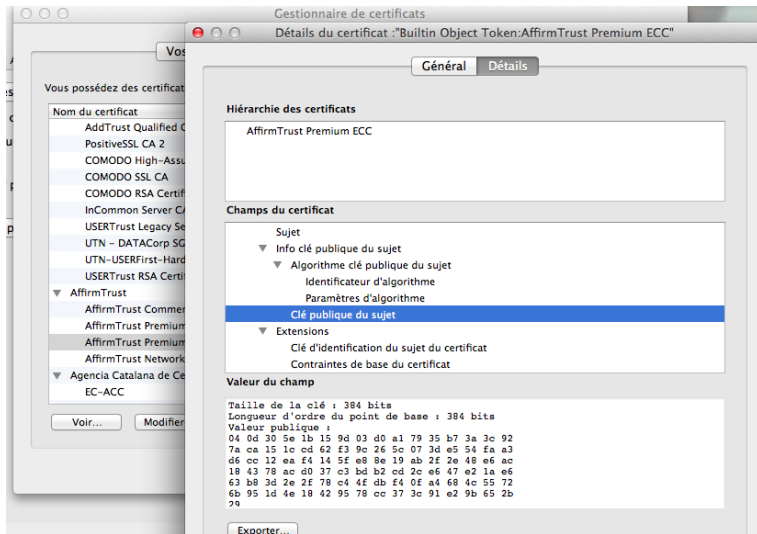 Gestionnaire de certificats
Vos
Vous possédez des certificat
Nom du certificat
AddTrust Qualified C
PositiveSSL CA 2
COMODO High-Assu
COMODO SSL CA
COMODO RSA Certif
InCommon Server CA
USERTrust Legacy Se
UTN - DATACorp SG
UTN-USERFirst-Hard
USERTrust RSA Certi
AffirmTrust
AffirmTrust Commer
AffirmTrust Premium
AffirmTrust Premium
AffirmTrust Network
Agencia Catalana de Ce
EC-ACC
Voir...
Modifier
Détails du certificat :"Builtin Object Token:AffirmTrust Premium ECC"
Général
Détails
Hiérarchie des certificats
AffirmTrust Premium ECC
Champs du certificat
Sujet
Info clé publique du sujet
Algorithme clé publique du sujet
Identificateur d'algorithme
Paramètres d'algorithme
Clé publique du sujet
Extensions
Clé d'identification du sujet du certificat
Contraintes de base du certificat
Valeur du champ
Taille de la clé : 384 bits
Longueur d'ordre du point de base : 384 bits
Valeur publique :
04 0d 30 5e 1b 15 9d 03 d0 a1 79 35 b7 3a 3c 92
7a ca 15 1c cd 62 f3 9c 26 5c 07 3d e5 54 fa a3
d6 cc 12 ea f4 14 5f e8 8e 19 ab 2f 2e 48 e6 ac
18 43 78 ac d0 37 c3 bd b2 cd 2c e6 47 e2 1a e6
63 b8 3d 2e 2f 78 c4 4f db f4 0f a4 68 4c 55 72
6b 95 1d 4e 18 42 95 78 cc 37 3c 91 e2 9b 65 2b
29
Exporter...